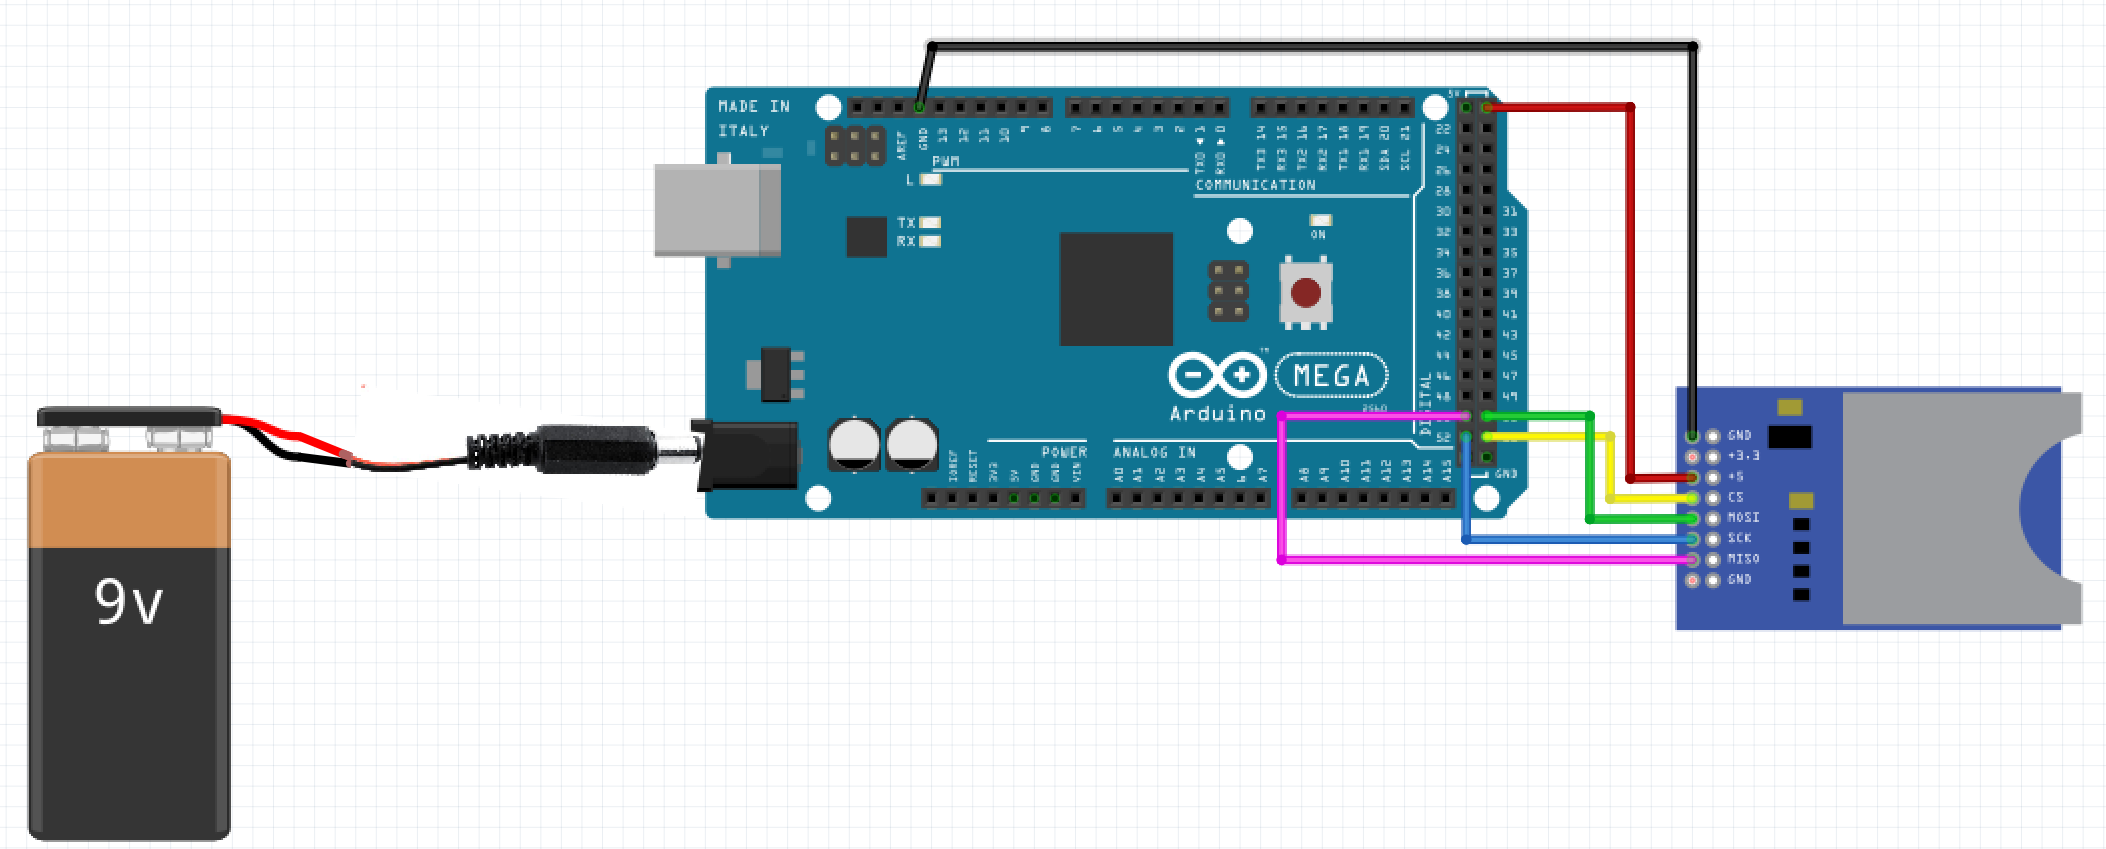 MADE IN
ITALY
AREF
GND
13
12
11
10
9
8
7
6
5
4
3
2
TX0 1
RX0 0
TX3 14
RX3 15
TX2 16
RX2 17
TX1 18
RX1 19
SDA 20
SCL 21
PWM
COMMUNICATION
L
TX
RX
ON
5V
22
24
26
28
30 31
32 33
34 35
36 37
38 39
40 41
42 43
44 45
46 47
48 49
GND
DIGITAL
MEGA
™
2560
Arduino
POWER
ANALOG IN
IOREF
RESET
3V3
5V
GND
GND
VIN
A0
A1
A2
A3
A4
A5
6
A7
A8
A9
A10
A11
A12
A13
A14
A15
GND
+3.3
+5
CS
MOSI
SCK
MISO
GND
9v